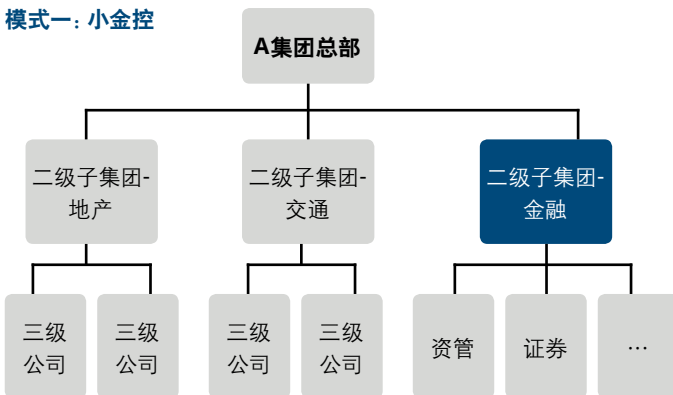 模式一：小金控
A集团总部
二级子集团-
地产
二级子集团-
交通
二级子集团-
金融
三级
公司
三级
公司
三级
公司
三级
公司
资管
证券
…